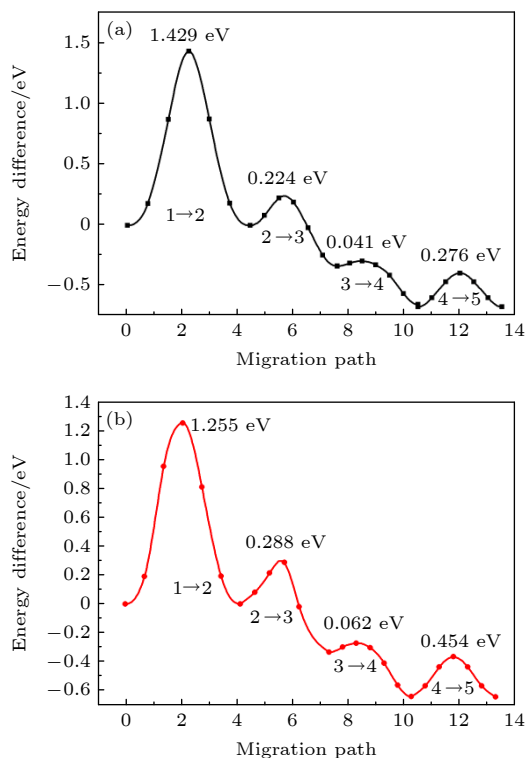 (a)
1.429 eV
Energy difference/eV
1.5
1.0
0.5
0
−0.5
0.224 eV
0.041 eV
0.276 eV
1→2
2→3
3→4
4→5
0 2 4 6 8 10 12 14
Migration path
(b)
1.255 eV
Energy difference/eV
1.4
1.2
1.0
0.8
0.6
0.4
0.2
0
−0.2
−0.4
−0.6
0.288 eV
0.062 eV
0.454 eV
1→2
2→3
3→4
4→5
0 2 4 6 8 10 12 14
Migration path